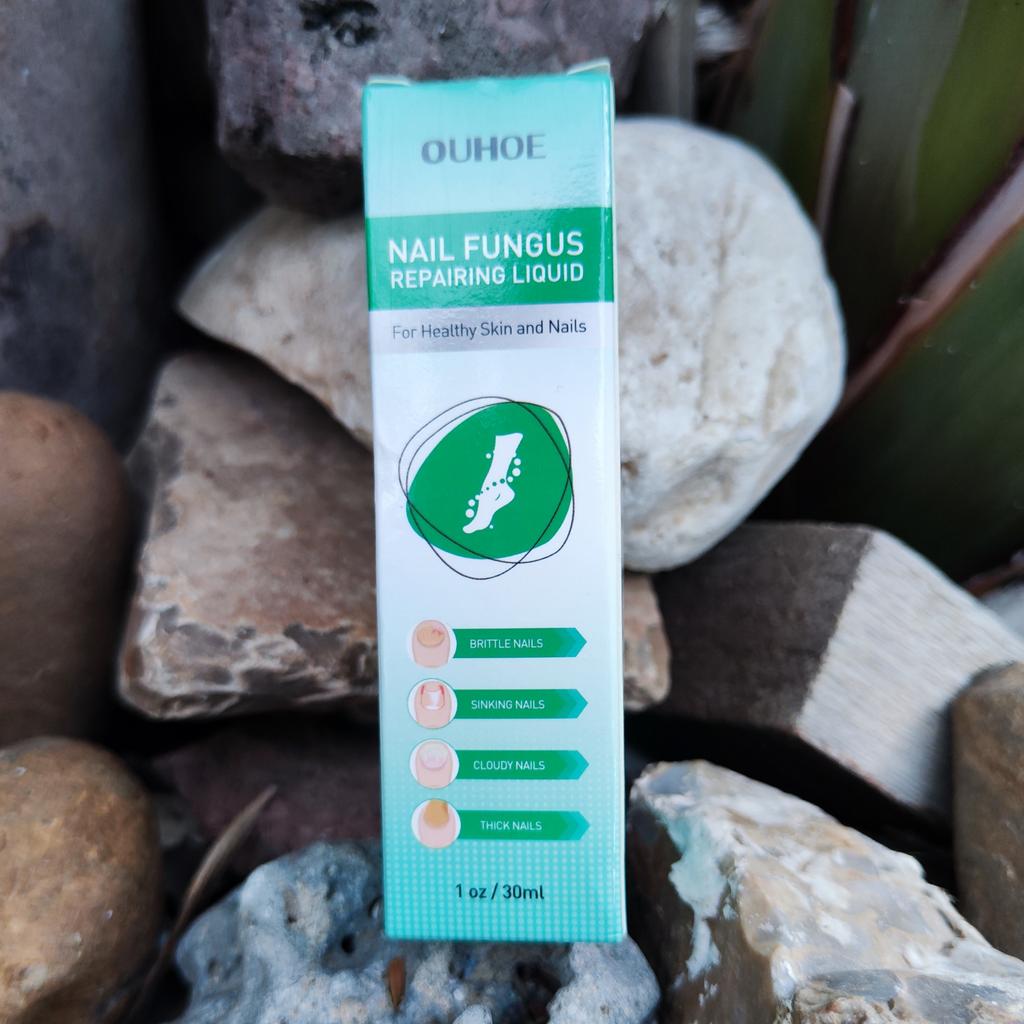 OUHOE
NAIL FUNGUS
REPAIRING LIQUID
For Healthy Skin and Nails
BRITTLE NAILS
SINKING NAILS
CLOUDY NAILS
THICK NAILS
1 oz / 30ml